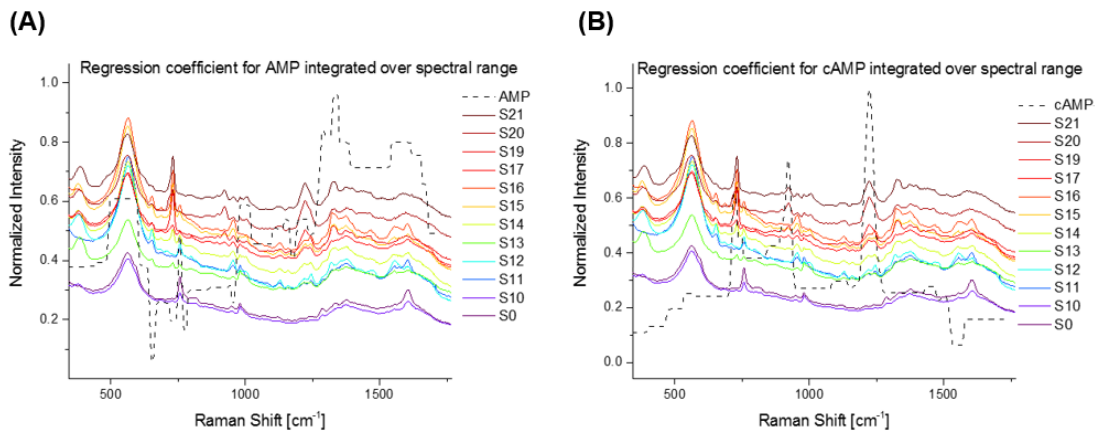 (A)
Regression coefficient for AMP integrated over spectral range
Normalized Intensity
1.0
0.8
0.6
0.4
0.2
500
1000
1500
Raman Shift [cm⁻¹]
AMP
S21
S20
S19
S17
S16
S15
S14
S13
S12
S11
S10
S0
(B)
Regression coefficient for cAMP integrated over spectral range
Normalized Intensity
1.0
0.8
0.6
0.4
0.2
0.0
500
1000
1500
Raman Shift [cm⁻¹]
cAMP
S21
S20
S19
S17
S16
S15
S14
S13
S12
S11
S10
S0